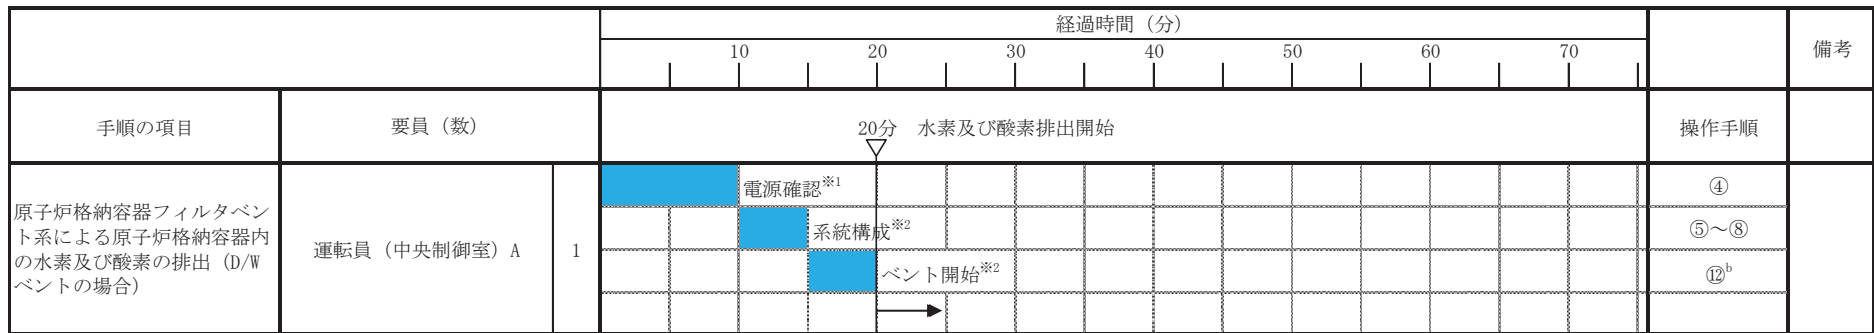 経過時間（分）
備考
10 20 30 40 50 60 70
手順の項目
要員（数）
20分　水素及び酸素排出開始
操作手順
原子炉格納容器フィルタベン
ト系による原子炉格納容器内
の水素及び酸素の排出（D/W
ベントの場合）
運転員（中央制御室）A
1
電源確認※1
④
系統構成※2
⑤～⑧
ベント開始※2
⑫b